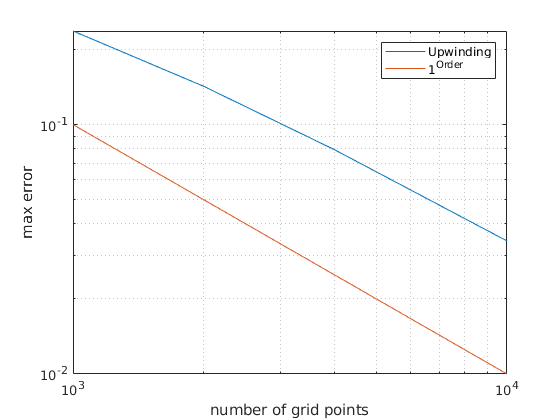 Upwinding
1^Order
10^-1
max error
10^-2
10^3
10^4
number of grid points